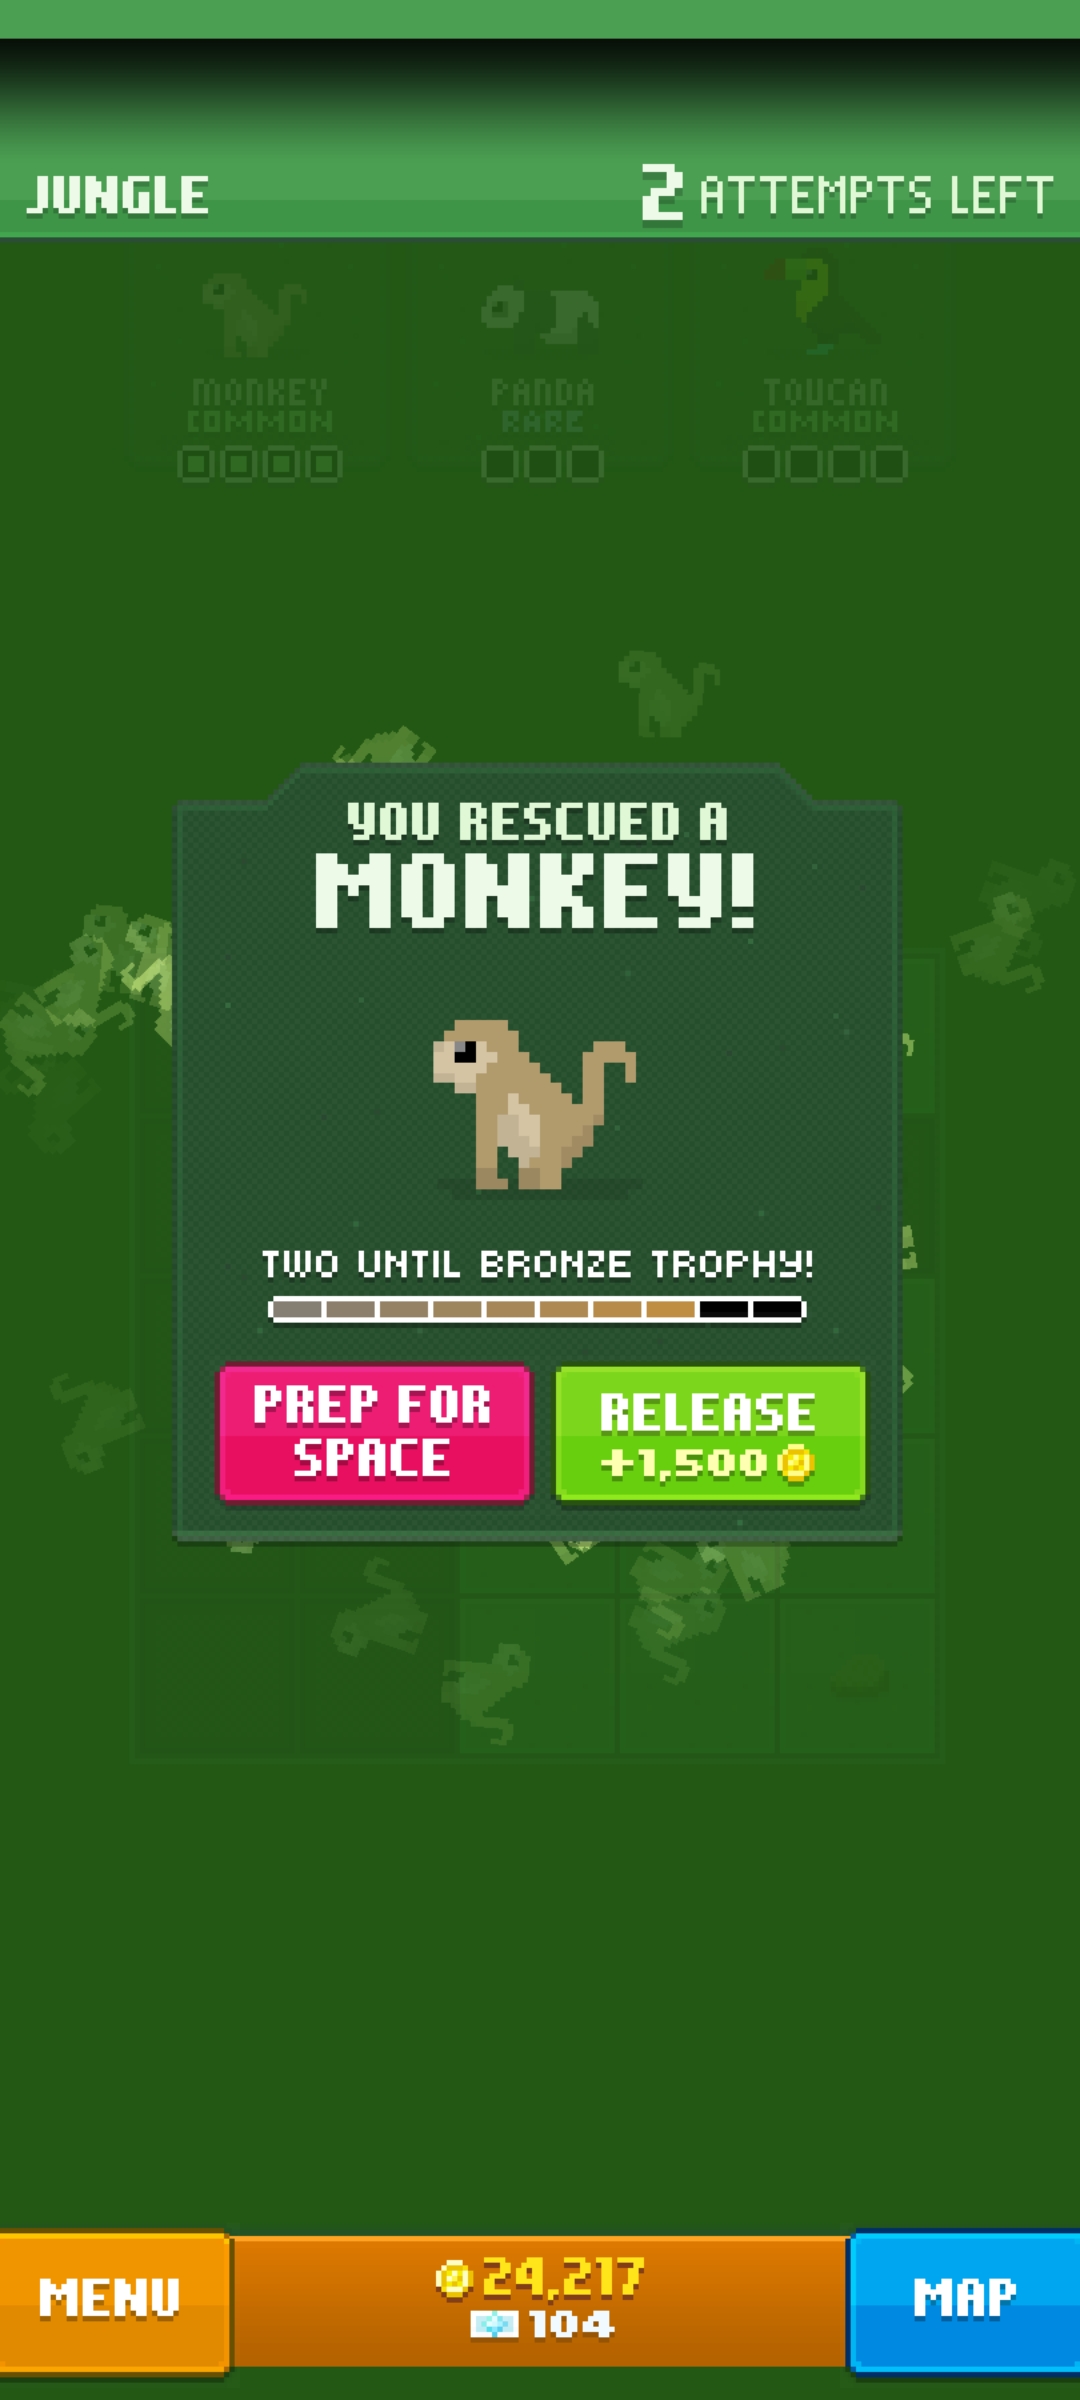 JUNGLE
2 ATTEMPTS LEFT
MONKEY
COMMON
PANDA
RARE
TOUCAN
COMMON
YOU RESCUED A
MONKEY!
TWO UNTIL BRONZE TROPHY!
PREP FOR
SPACE
RELEASE
+1,500
MENU
24,217
104
MAP